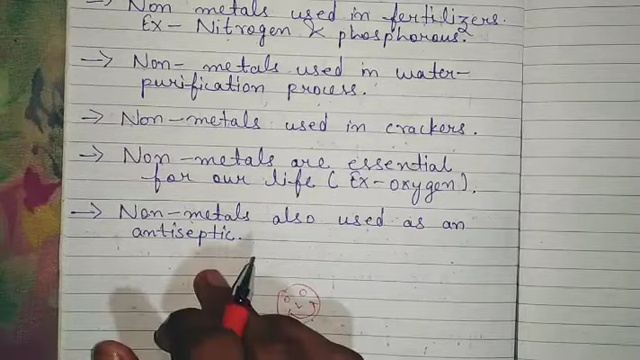 → Non metals used in fertilizers.
Ex- Nitrogen & phosphorous.
→ Non-metals used in water-
purification process.
→ Non-metals used in crackers.
→ Non-metals are essential
for our life (Ex-oxygen).
→ Non-metals also used as an
antiseptic.